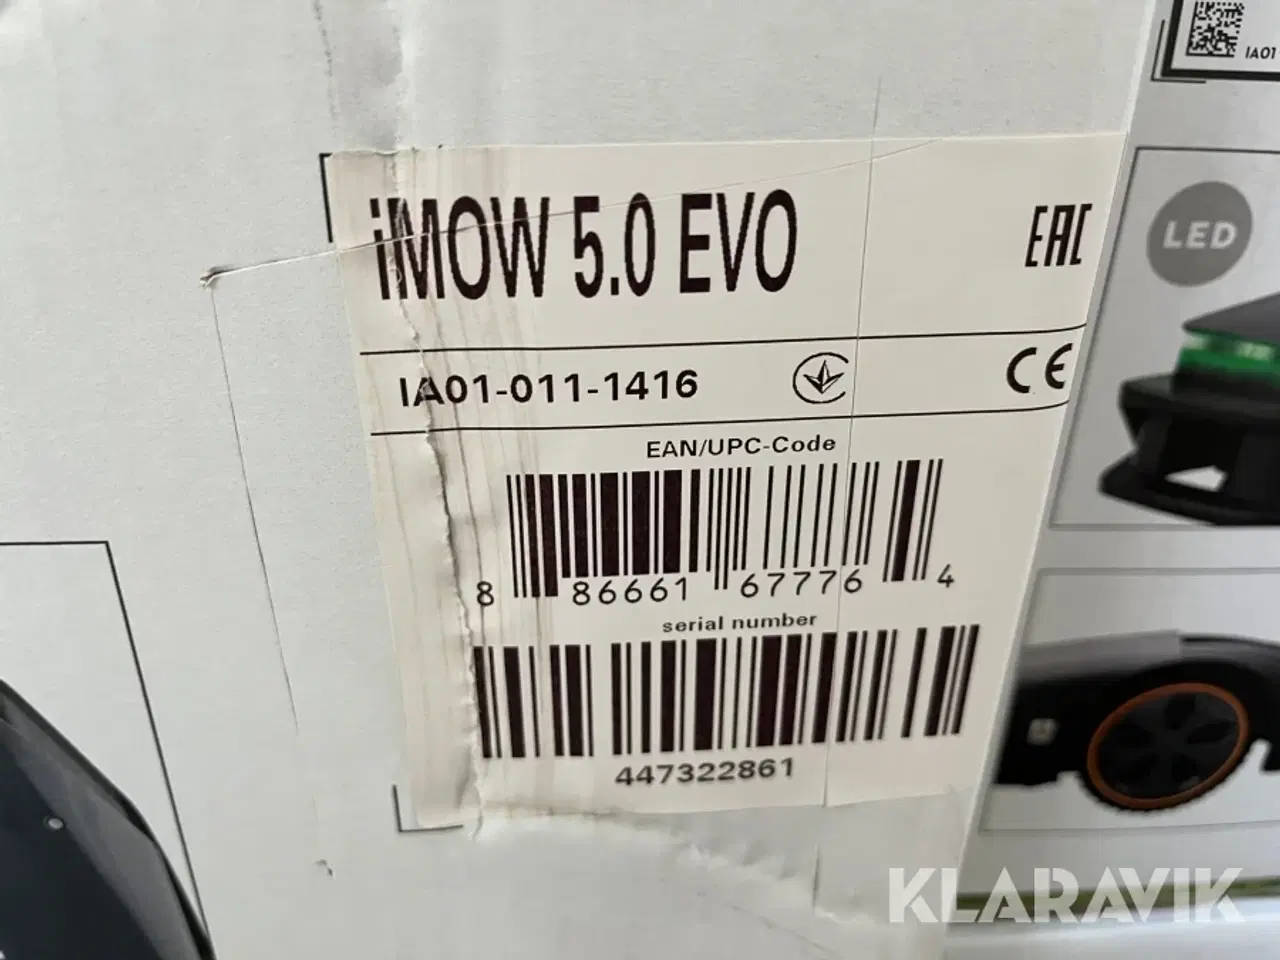 IA01
iMOW 5.0 EVO
EAC
LED
IA01-011-1416
CE
EAN/UPC-Code
8 86661 67776 4
serial number
447322861
KLARAVIK